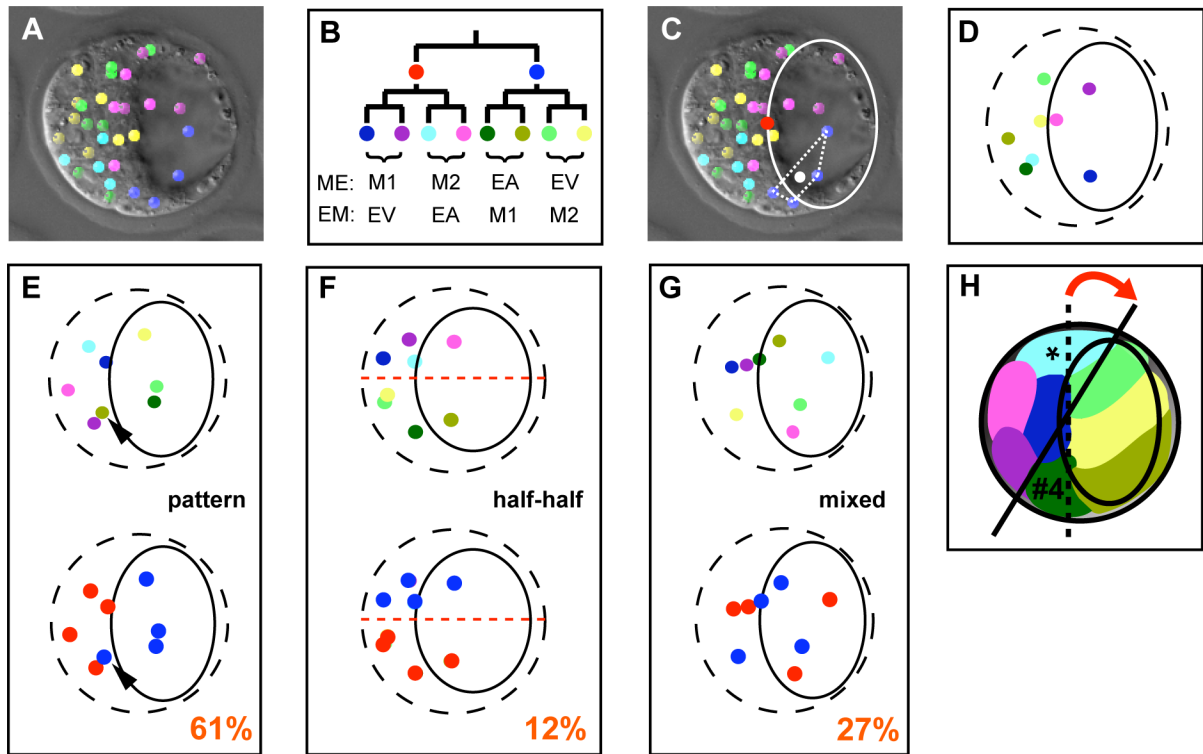 A
B
ME: M1 M2 EA EV
EM: EV EA M1 M2
C
D
E
pattern
61%
F
half-half
12%
G
mixed
27%
H
*
#4